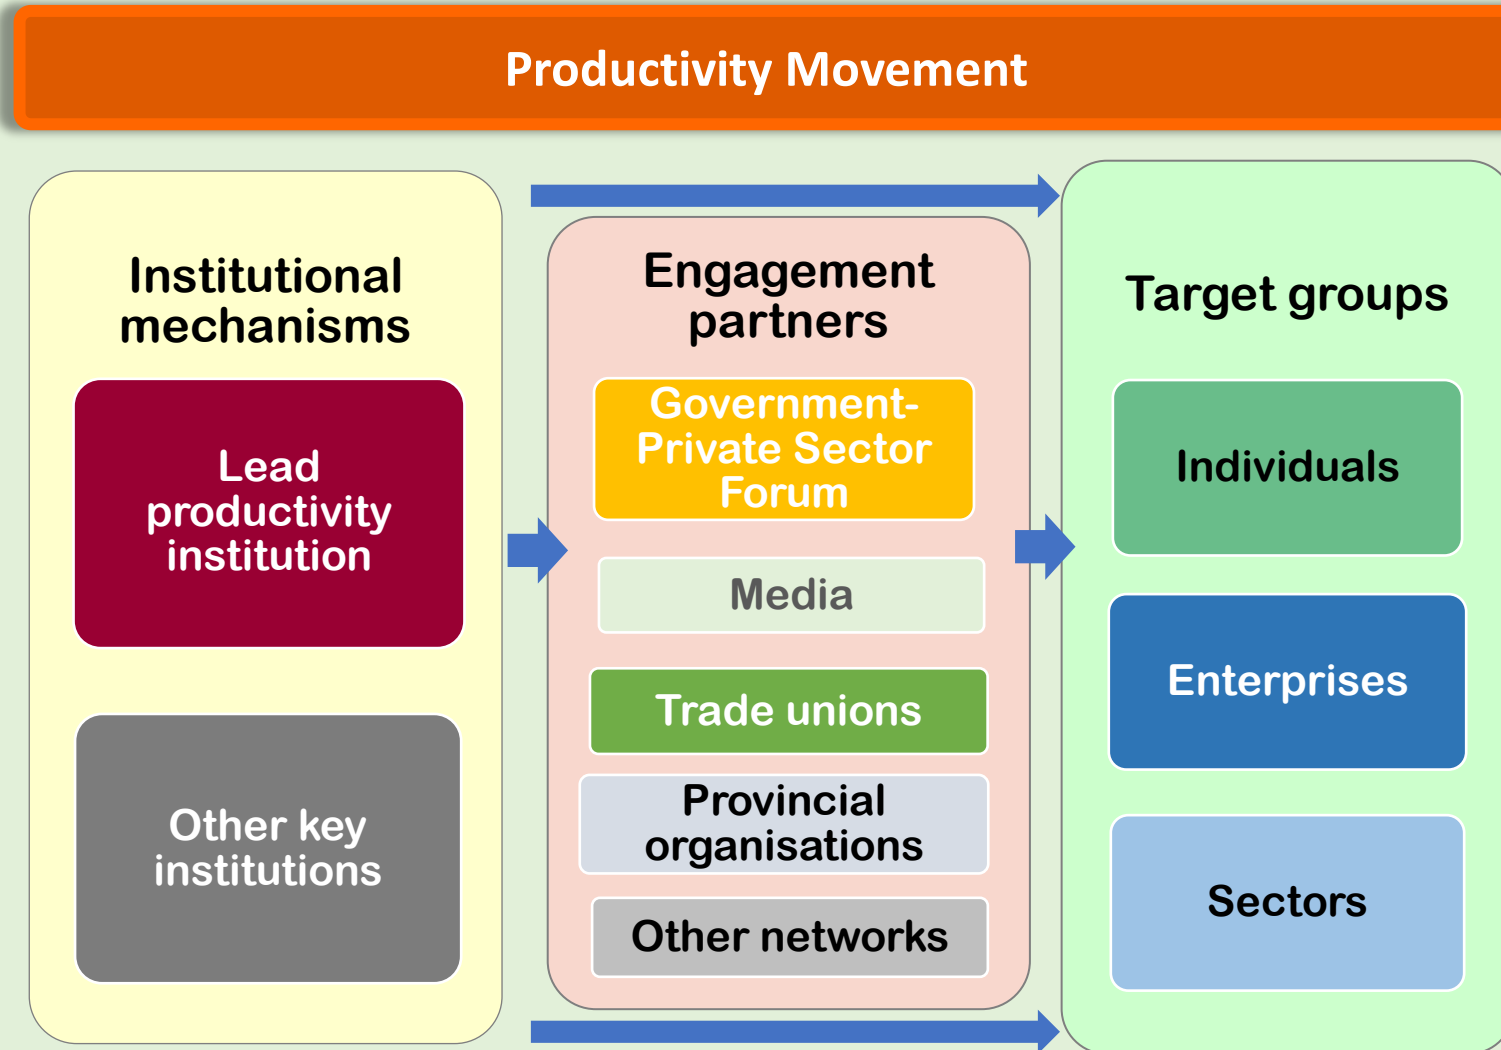 Productivity Movement
Institutional
mechanisms
Lead
productivity
institution
Other key
institutions
Engagement
partners
Government-
Private Sector
Forum
Media
Trade unions
Provincial
organisations
Other networks
Target groups
Individuals
Enterprises
Sectors